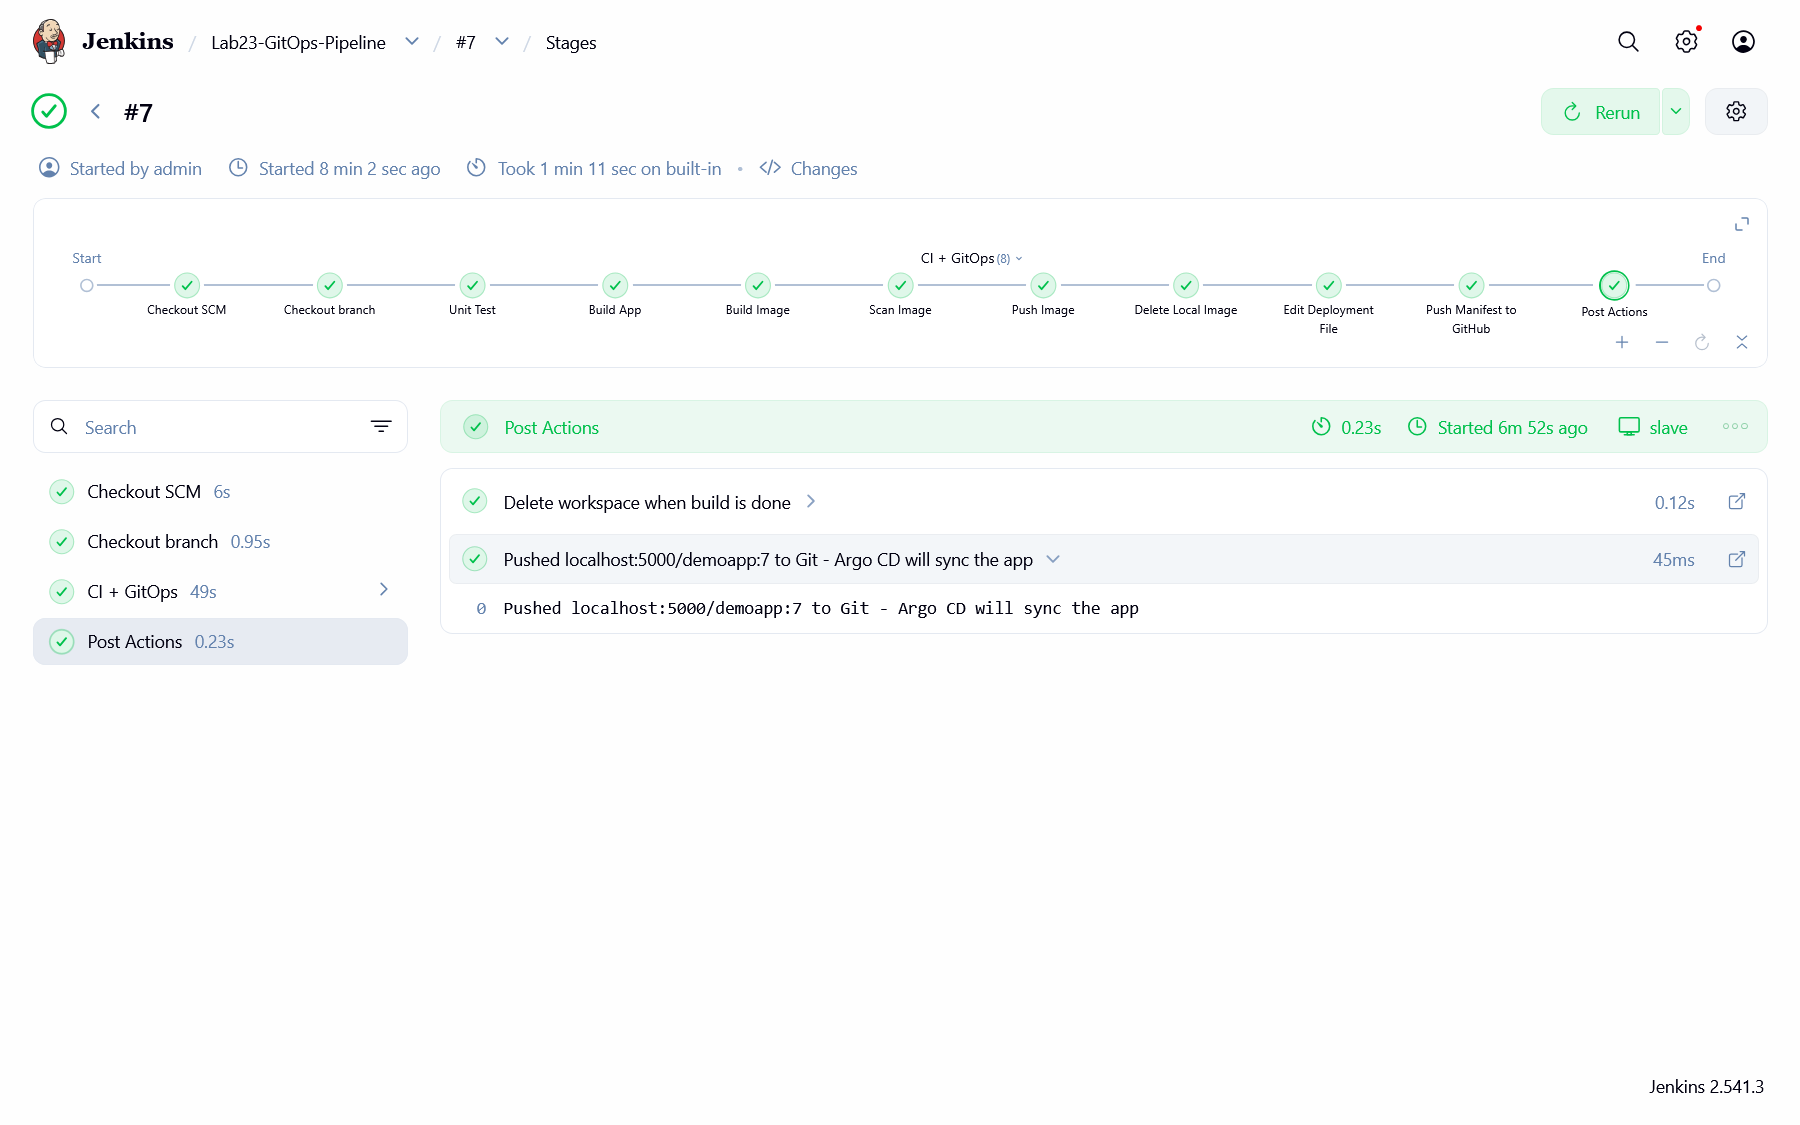 Jenkins / Lab23-GitOps-Pipeline / #7 / Stages
#7
Rerun
Started by admin Started 8 min 2 sec ago Took 1 min 11 sec on built-in • Changes
Start CI + GitOps (8) End
Checkout SCM Checkout branch Unit Test Build App Build Image Scan Image Push Image Delete Local Image Edit Deployment File Push Manifest to GitHub Post Actions
Search
Checkout SCM 6s
Checkout branch 0.95s
CI + GitOps 49s
Post Actions 0.23s
Post Actions 0.23s Started 6m 52s ago slave
Delete workspace when build is done 0.12s
Pushed localhost:5000/demoapp:7 to Git - Argo CD will sync the app 45ms
0 Pushed localhost:5000/demoapp:7 to Git - Argo CD will sync the app
Jenkins 2.541.3